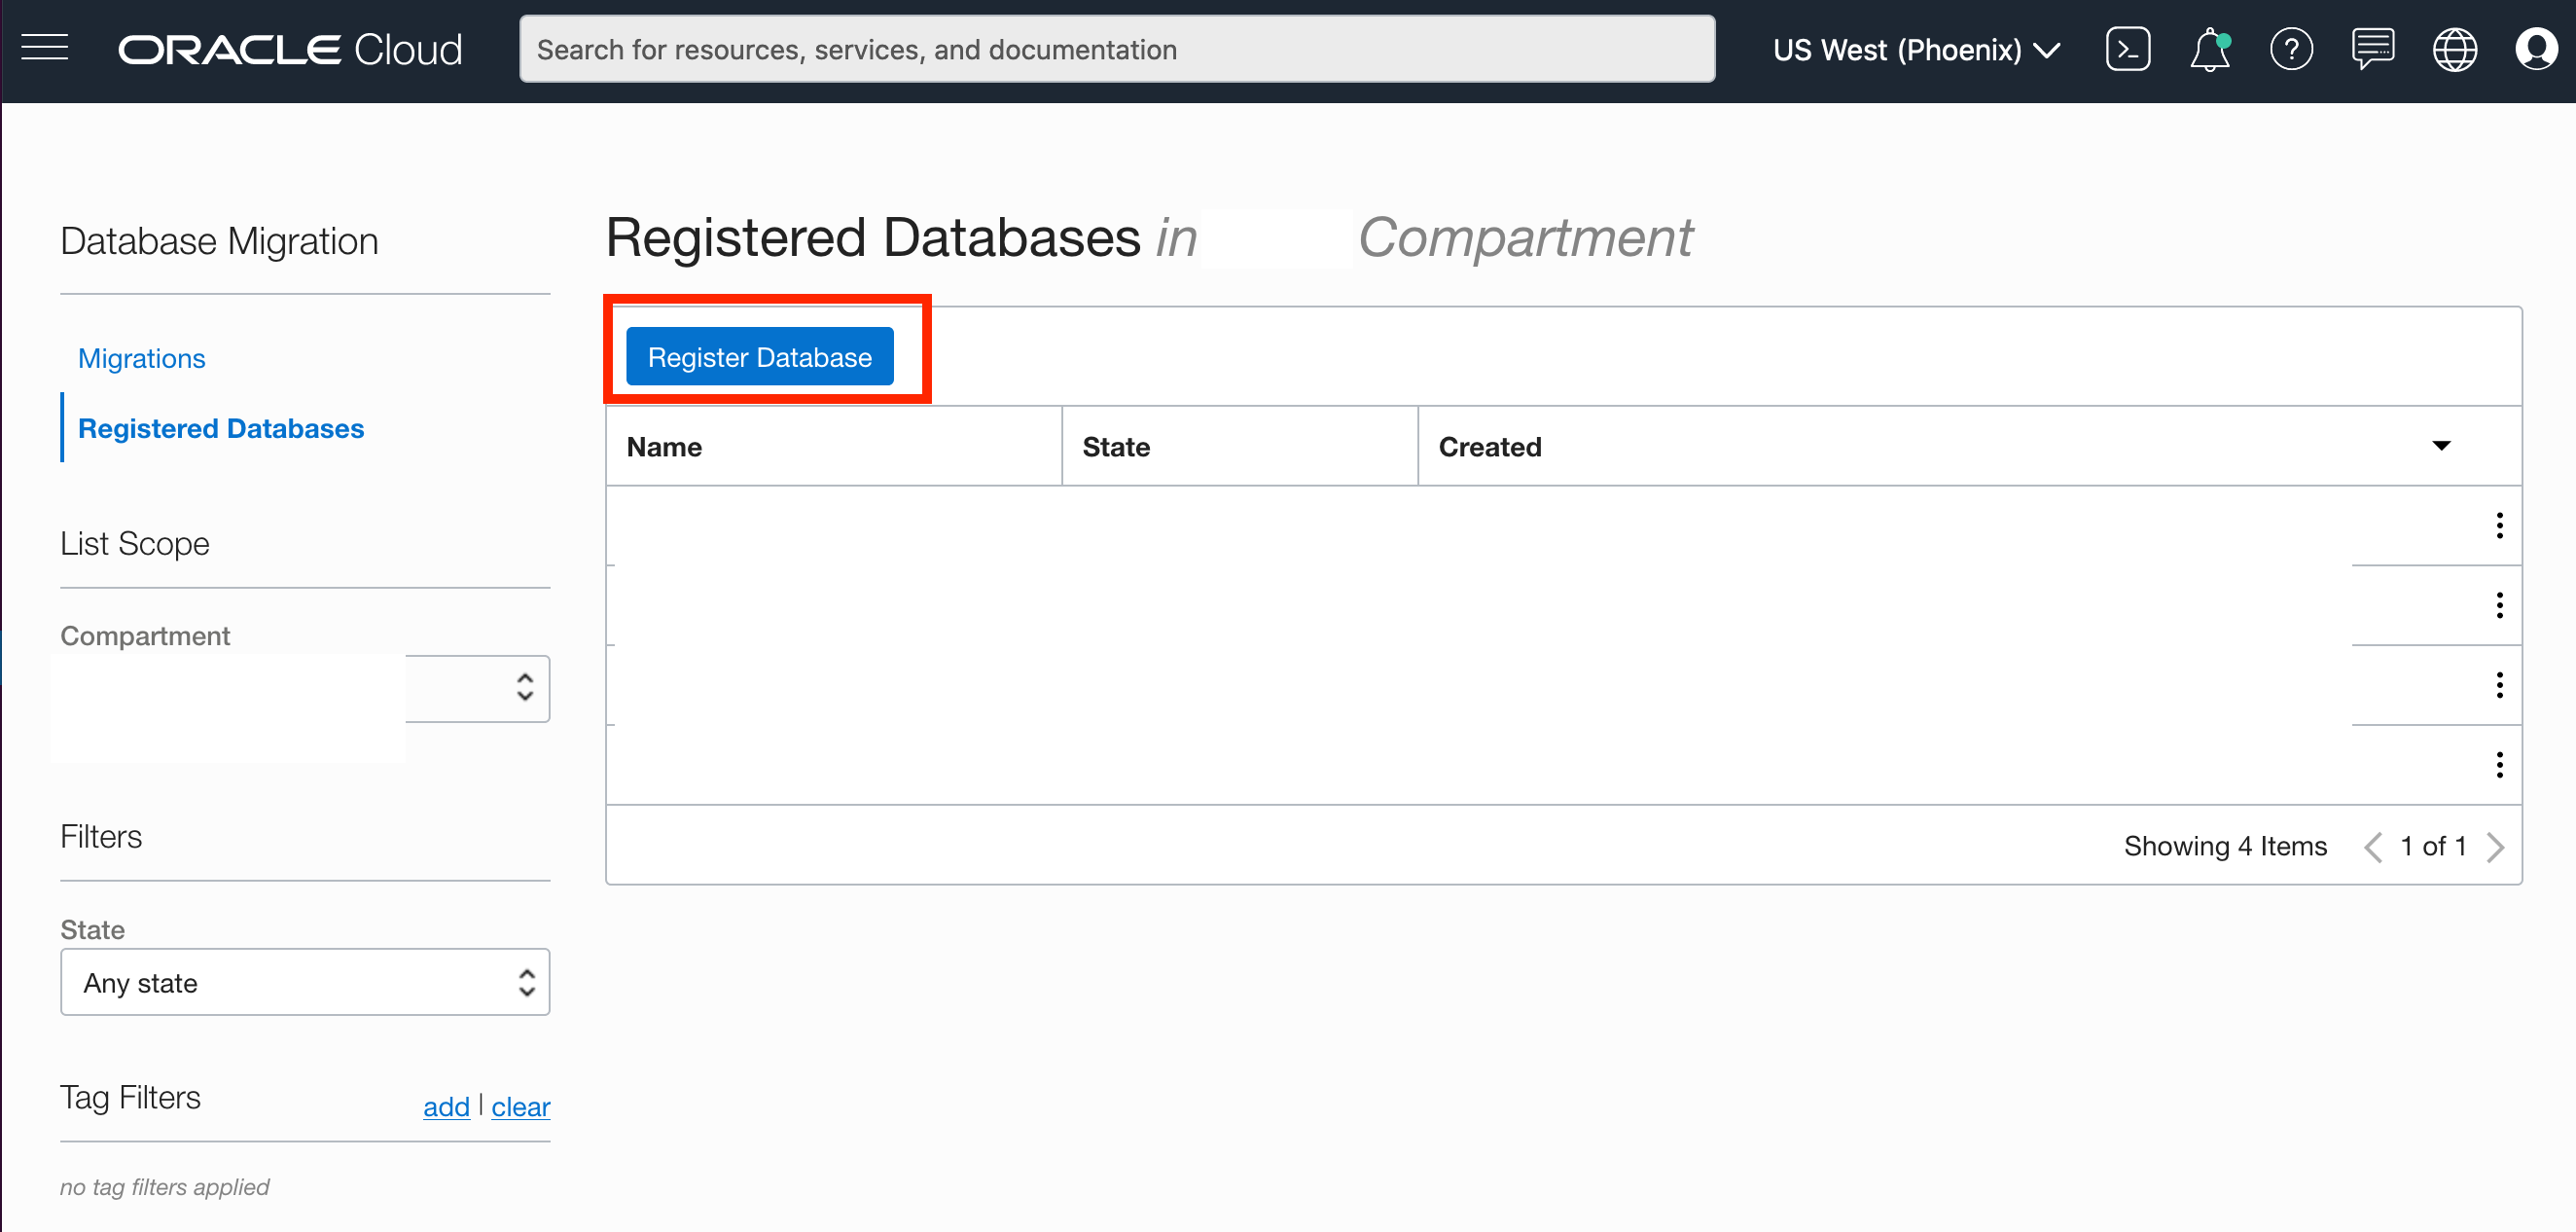 ORACLE Cloud
Search for resources, services, and documentation
US West (Phoenix)
Database Migration
Migrations
Registered Databases
List Scope
Compartment
Filters
State
Any state
Tag Filters
add | clear
no tag filters applied
Registered Databases in Compartment
Register Database
Name State Created
Showing 4 Items 1 of 1